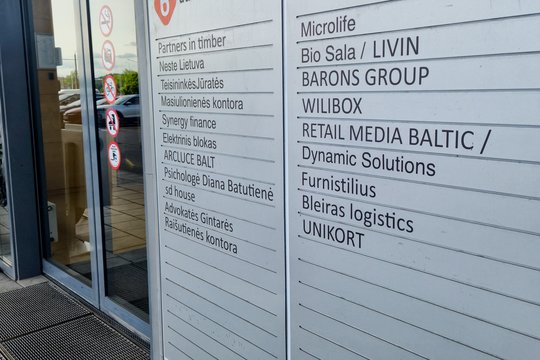 Partners in timber
Neste Lietuva
TeisininkėsJūratės
Masiulionienės kontora
Synergy finance
Elektrinis blokas
ARCLUCE BALT
Psichologė Diana Batutienė
sd house
Advokatės Gintarės
Raišutienės kontora
Microlife
Bio Sala / LIVIN
BARONS GROUP
WILIBOX
RETAIL MEDIA BALTIC /
Dynamic Solutions
Furnistilius
Bleiras logistics
UNIKORT